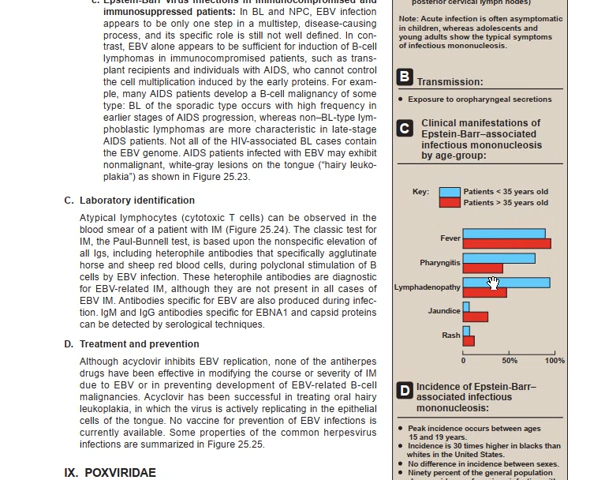 c. Epstein-Barr virus infections in immunocompromised and
immunosuppressed patients: In BL and NPC, EBV infection
appears to be only one step in a multistep, disease-causing
process, and its specific role is still not well defined. In con-
trast, EBV alone appears to be sufficient for induction of B-cell
lymphomas in immunocompromised patients, such as trans-
plant recipients and individuals with AIDS, who cannot control
the cell multiplication induced by the early proteins. For exam-
ple, many AIDS patients develop a B-cell malignancy of some
type: BL of the sporadic type occurs with high frequency in
earlier stages of AIDS progression, whereas non–BL-type lym-
phoblastic lymphomas are more characteristic in late-stage
AIDS patients. Not all of the HIV-associated BL cases contain
the EBV genome. AIDS patients infected with EBV may exhibit
nonmalignant, white-gray lesions on the tongue (“hairy leuko-
plakia”) as shown in Figure 25.23.
C. Laboratory identification
Atypical lymphocytes (cytotoxic T cells) can be observed in the
blood smear of a patient with IM (Figure 25.24). The classic test for
IM, the Paul-Bunnell test, is based upon the nonspecific elevation of
all Igs, including heterophile antibodies that specifically agglutinate
horse and sheep red blood cells, during polyclonal stimulation of B
cells by EBV infection. These heterophile antibodies are diagnostic
for EBV-related IM, although they are not present in all cases of
EBV IM. Antibodies specific for EBV are also produced during infec-
tion. IgM and IgG antibodies specific for EBNA1 and capsid proteins
can be detected by serological techniques.
D. Treatment and prevention
Although acyclovir inhibits EBV replication, none of the antiherpes
drugs have been effective in modifying the course or severity of IM
due to EBV or in preventing development of EBV-related B-cell
malignancies. Acyclovir has been successful in treating oral hairy
leukoplakia, in which the virus is actively replicating in the epithelial
cells of the tongue. No vaccine for prevention of EBV infections is
currently available. Some properties of the common herpesvirus
infections are summarized in Figure 25.25.
IX. POXVIRIDAE
posterior cervical lymph nodes)
Note: Acute infection is often asymptomatic
in children, whereas adolescents and
young adults show the typical symptoms
of infectious mononucleosis.
B Transmission:
• Exposure to oropharyngeal secretions
C Clinical manifestations of
Epstein-Barr–associated
infectious mononucleosis
by age-group:
Key: Patients < 35 years old
Patients > 35 years old
Fever
Pharyngitis
Lymphadenopathy
Jaundice
Rash
0 50% 100%
D Incidence of Epstein-Barr–
associated infectious
mononucleosis:
• Peak incidence occurs between ages
15 and 19 years.
• Incidence is 30 times higher in blacks than
whites in the United States.
• No difference in incidence between sexes.
• Ninety percent of the general population